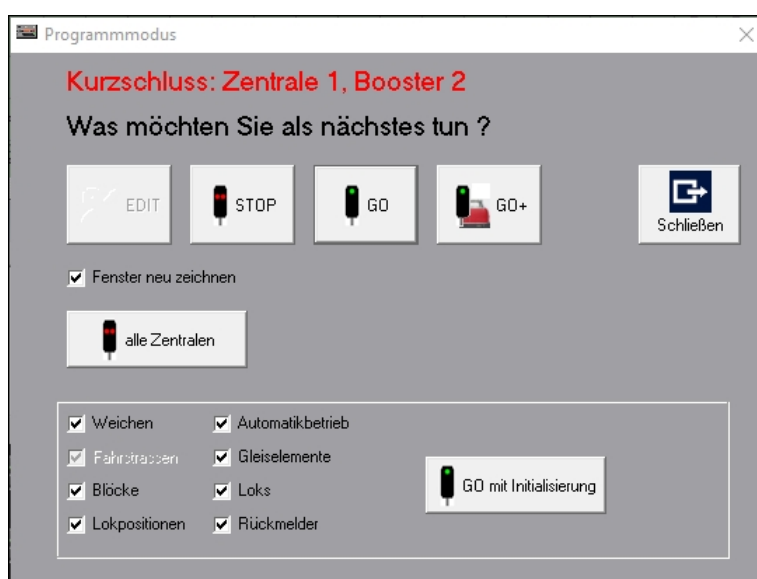 Programmmodus
Kurzschluss: Zentrale 1, Booster 2
Was möchten Sie als nächstes tun ?
EDIT STOP GO GO+ Schließen
Fenster neu zeichnen
alle Zentralen
Weichen Automatikbetrieb
Fahrstrassen Gleiselemente
Blöcke Loks GO mit Initialisierung
Lokpositionen Rückmelder